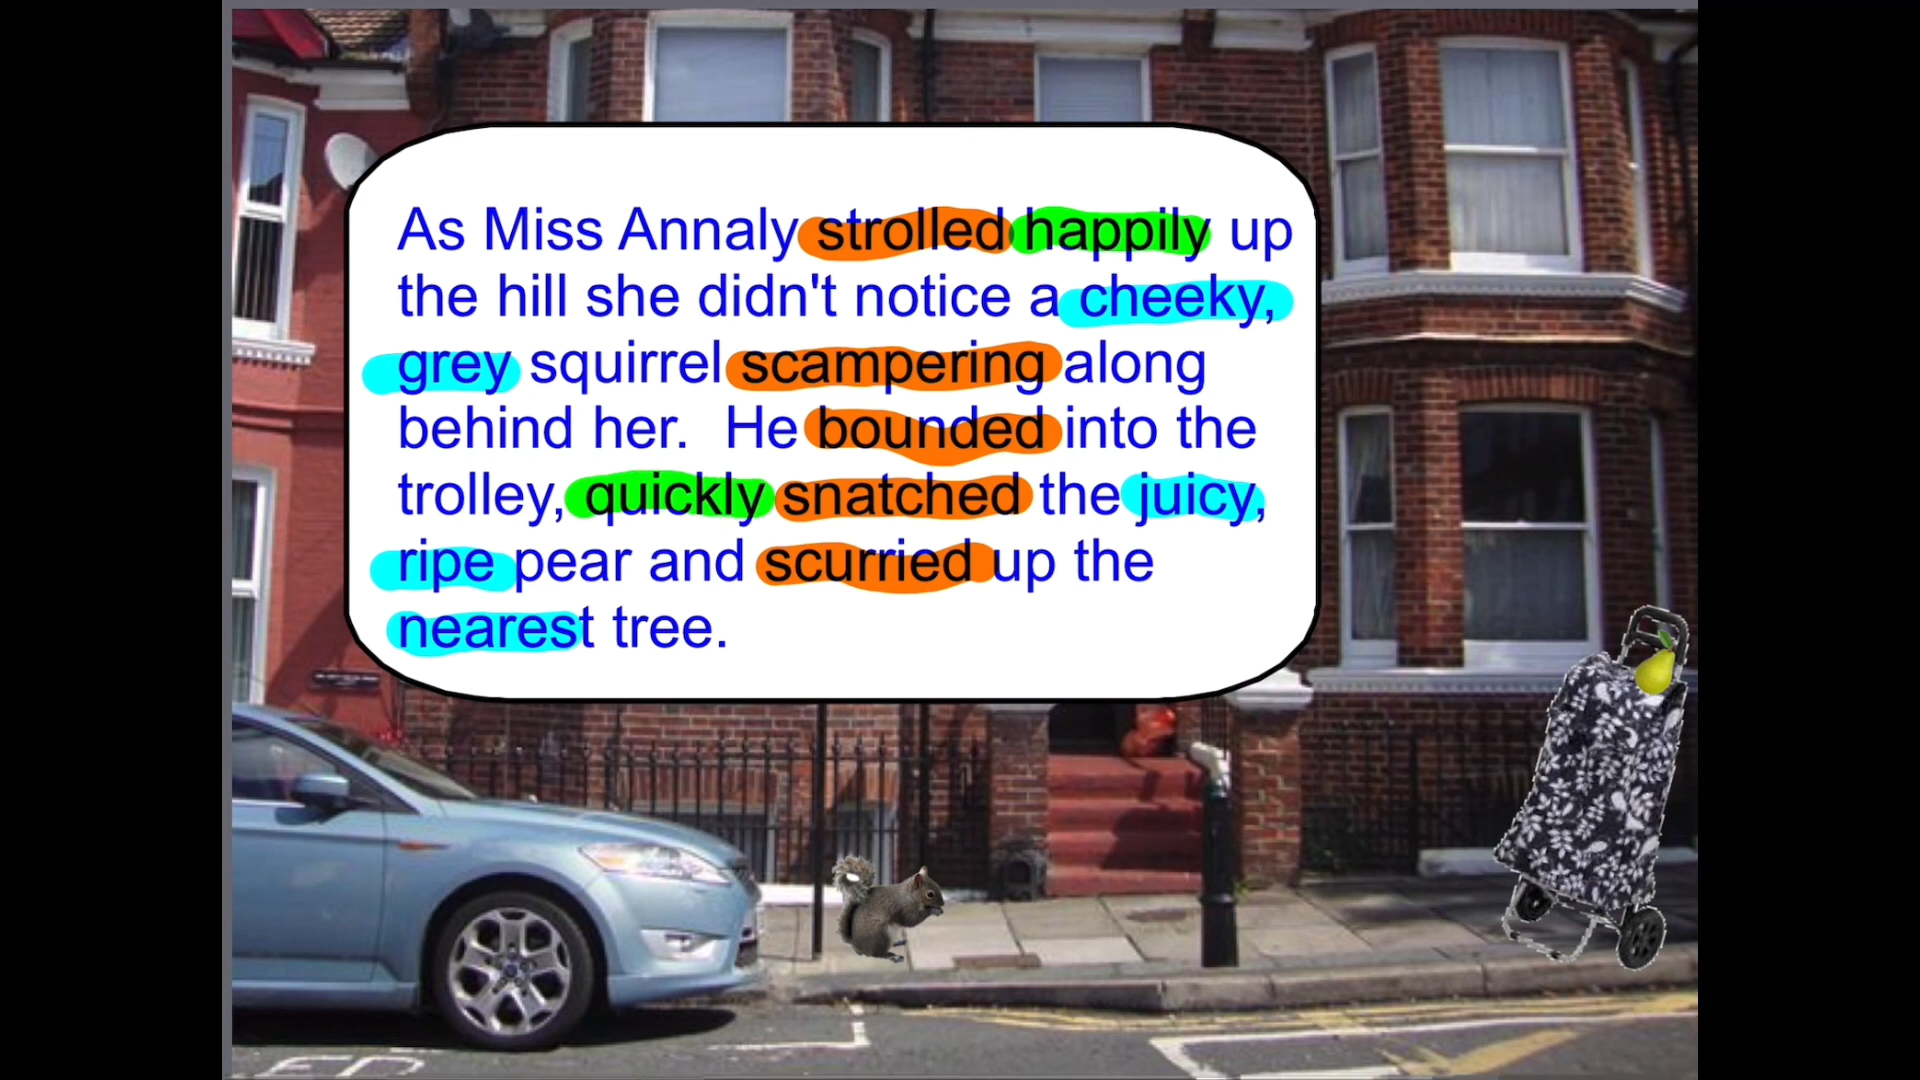 As Miss Annaly strolled happily up
the hill she didn't notice a cheeky,
grey squirrel scampering along
behind her.  He bounded into the
trolley, quickly snatched the juicy,
ripe pear and scurried up the
nearest tree.